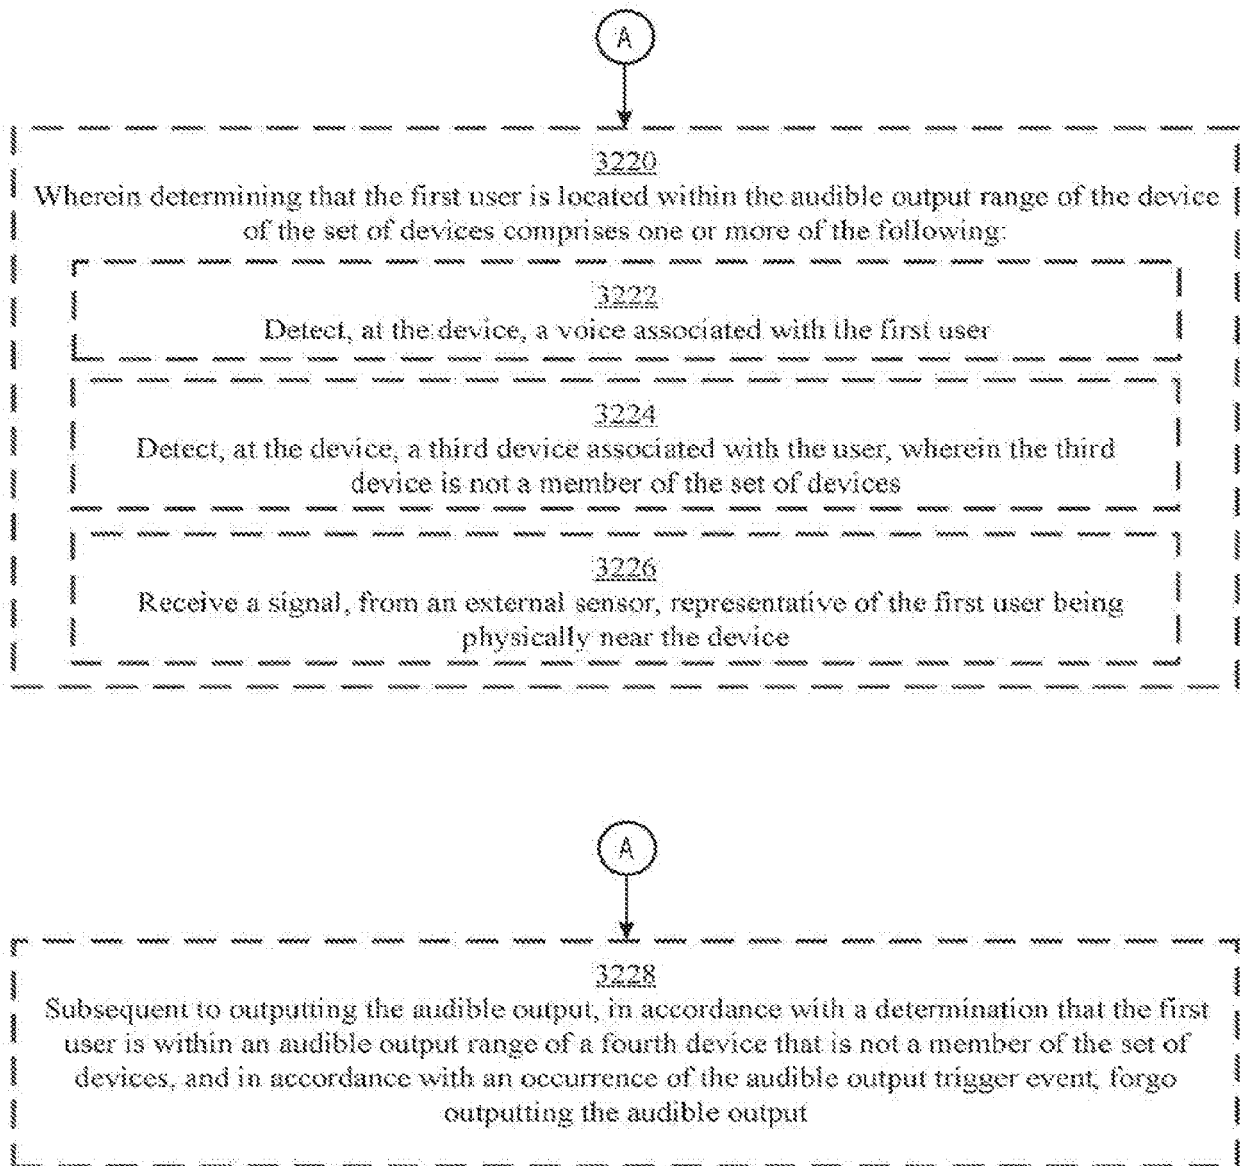 A
3220
Wherein determining that the first user is located within the audible output range of the device
of the set of devices comprises one or more of the following:
3222
Detect, at the device, a voice associated with the first user
3224
Detect, at the device, a third device associated with the user, wherein the third
device is not a member of the set of devices
3226
Receive a signal, from an external sensor, representative of the first user being
physically near the device
A
3228
Subsequent to outputting the audible output, in accordance with a determination that the first
user is within an audible output range of a fourth device that is not a member of the set of
devices, and in accordance with an occurrence of the audible output trigger event, forgo
outputting the audible output